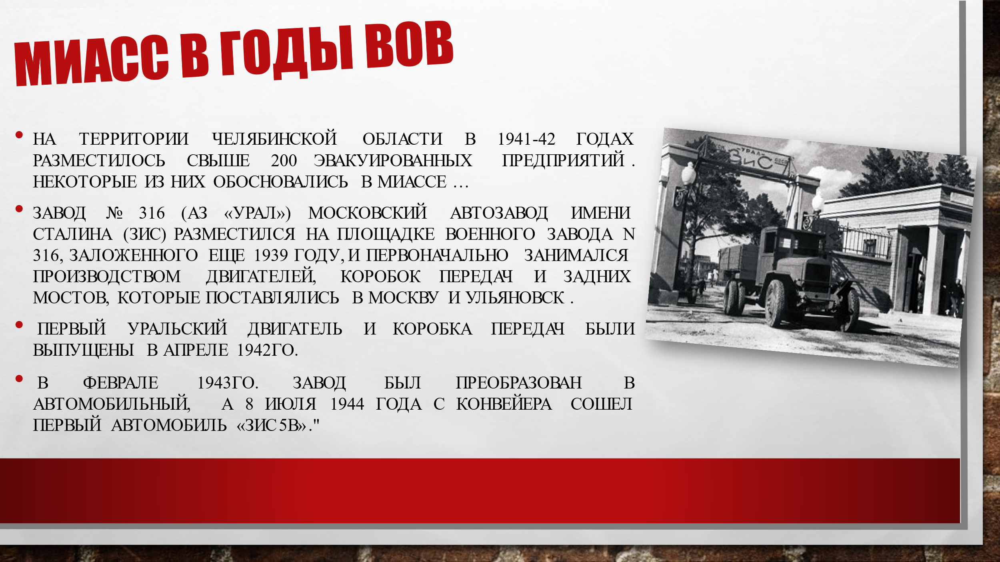 МИАСС В ГОДЫ ВОВ
НА ТЕРРИТОРИИ ЧЕЛЯБИНСКОЙ ОБЛАСТИ В 1941-42 ГОДАХ
РАЗМЕСТИЛОСЬ СВЫШЕ 200 ЭВАКУИРОВАННЫХ ПРЕДПРИЯТИЙ .
НЕКОТОРЫЕ ИЗ НИХ ОБОСНОВАЛИСЬ В МИАССЕ ...
ЗАВОД № 316 (АЗ «УРАЛ») МОСКОВСКИЙ АВТОЗАВОД ИМЕНИ
СТАЛИНА (ЗИС) РАЗМЕСТИЛСЯ НА ПЛОЩАДКЕ ВОЕННОГО ЗАВОДА N
316, ЗАЛОЖЕННОГО ЕЩЕ 1939 ГОДУ, И ПЕРВОНАЧАЛЬНО ЗАНИМАЛСЯ
ПРОИЗВОДСТВОМ ДВИГАТЕЛЕЙ, КОРОБОК ПЕРЕДАЧ И ЗАДНИХ
МОСТОВ, КОТОРЫЕ ПОСТАВЛЯЛИСЬ В МОСКВУ И УЛЬЯНОВСК .
ПЕРВЫЙ УРАЛЬСКИЙ ДВИГАТЕЛЬ И КОРОБКА ПЕРЕДАЧ БЫЛИ
ВЫПУЩЕНЫ В АПРЕЛЕ 1942ГО.
В ФЕВРАЛЕ 1943ГО. ЗАВОД БЫЛ ПРЕОБРАЗОВАН В
АВТОМОБИЛЬНЫЙ, А 8 ИЮЛЯ 1944 ГОДА С КОНВЕЙЕРА СОШЕЛ
ПЕРВЫЙ АВТОМОБИЛЬ «ЗИС5В»."
УРАЛ
ЗИС